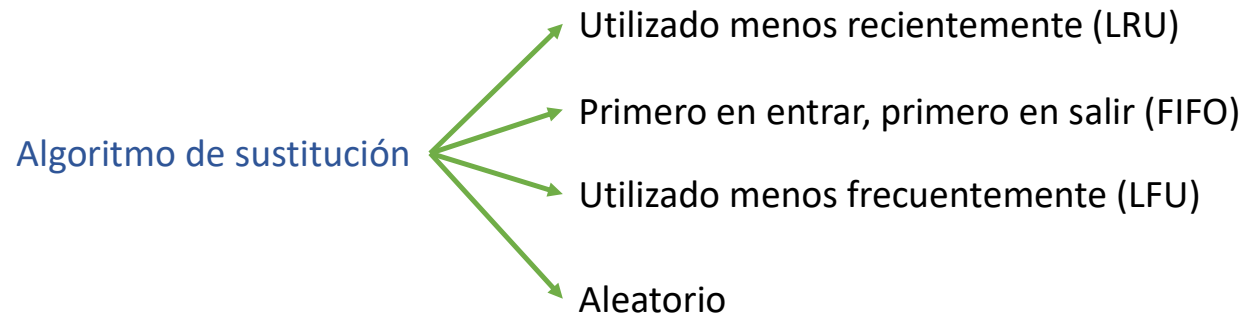 Utilizado menos recientemente (LRU)
Primero en entrar, primero en salir (FIFO)
Algoritmo de sustitución
Utilizado menos frecuentemente (LFU)
Aleatorio